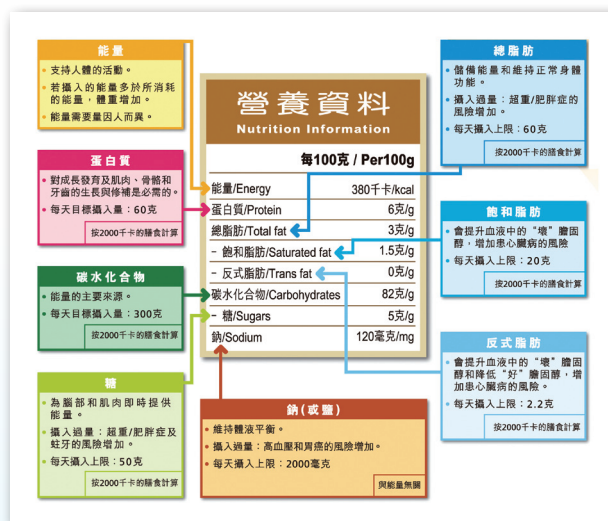 能量
• 支持人體的活動。
• 若攝入的能量多於所消耗
的能量，體重增加。
• 能量需要量因人而異。
蛋白質
• 對成長發育及肌肉、骨骼和
牙齒的生長與修補是必需的。
• 每天目標攝入量：60克
按2000千卡的膳食計算
碳水化合物
• 能量的主要來源。
• 每天目標攝入量：300克
按2000千卡的膳食計算
糖
• 為腦部和肌肉即時提供
能量。
• 攝入過量：超重/肥胖症及
蛀牙的風險增加。
• 每天攝入上限：50克
按2000千卡的膳食計算
營養資料
Nutrition Information
每100克 / Per100g
能量/Energy 380千卡/kcal
蛋白質/Protein 6克/g
總脂肪/Total fat 3克/g
- 飽和脂肪/Saturated fat 1.5克/g
- 反式脂肪/Trans fat 0克/g
碳水化合物/Carbohydrates 82克/g
- 糖/Sugars 5克/g
鈉/Sodium 120毫克/mg
鈉(或鹽)
• 維持體液平衡。
• 攝入過量：高血壓和胃癌的風險增加。
• 每天攝入上限：2000毫克
與能量無關
總脂肪
• 儲備能量和維持正常身體
功能。
• 攝入過量：超重/肥胖症的
風險增加。
• 每天攝入上限：60克
按2000千卡的膳食計算
飽和脂肪
• 會提升血液中的“壞”膽固
醇，增加患心臟病的風險
• 每天攝入上限：20克
按2000千卡的膳食計算
反式脂肪
• 會提升血液中的“壞”膽固
醇和降低“好”膽固醇，增
加患心臟病的風險。
• 每天攝入上限：2.2克
按2000千卡的膳食計算